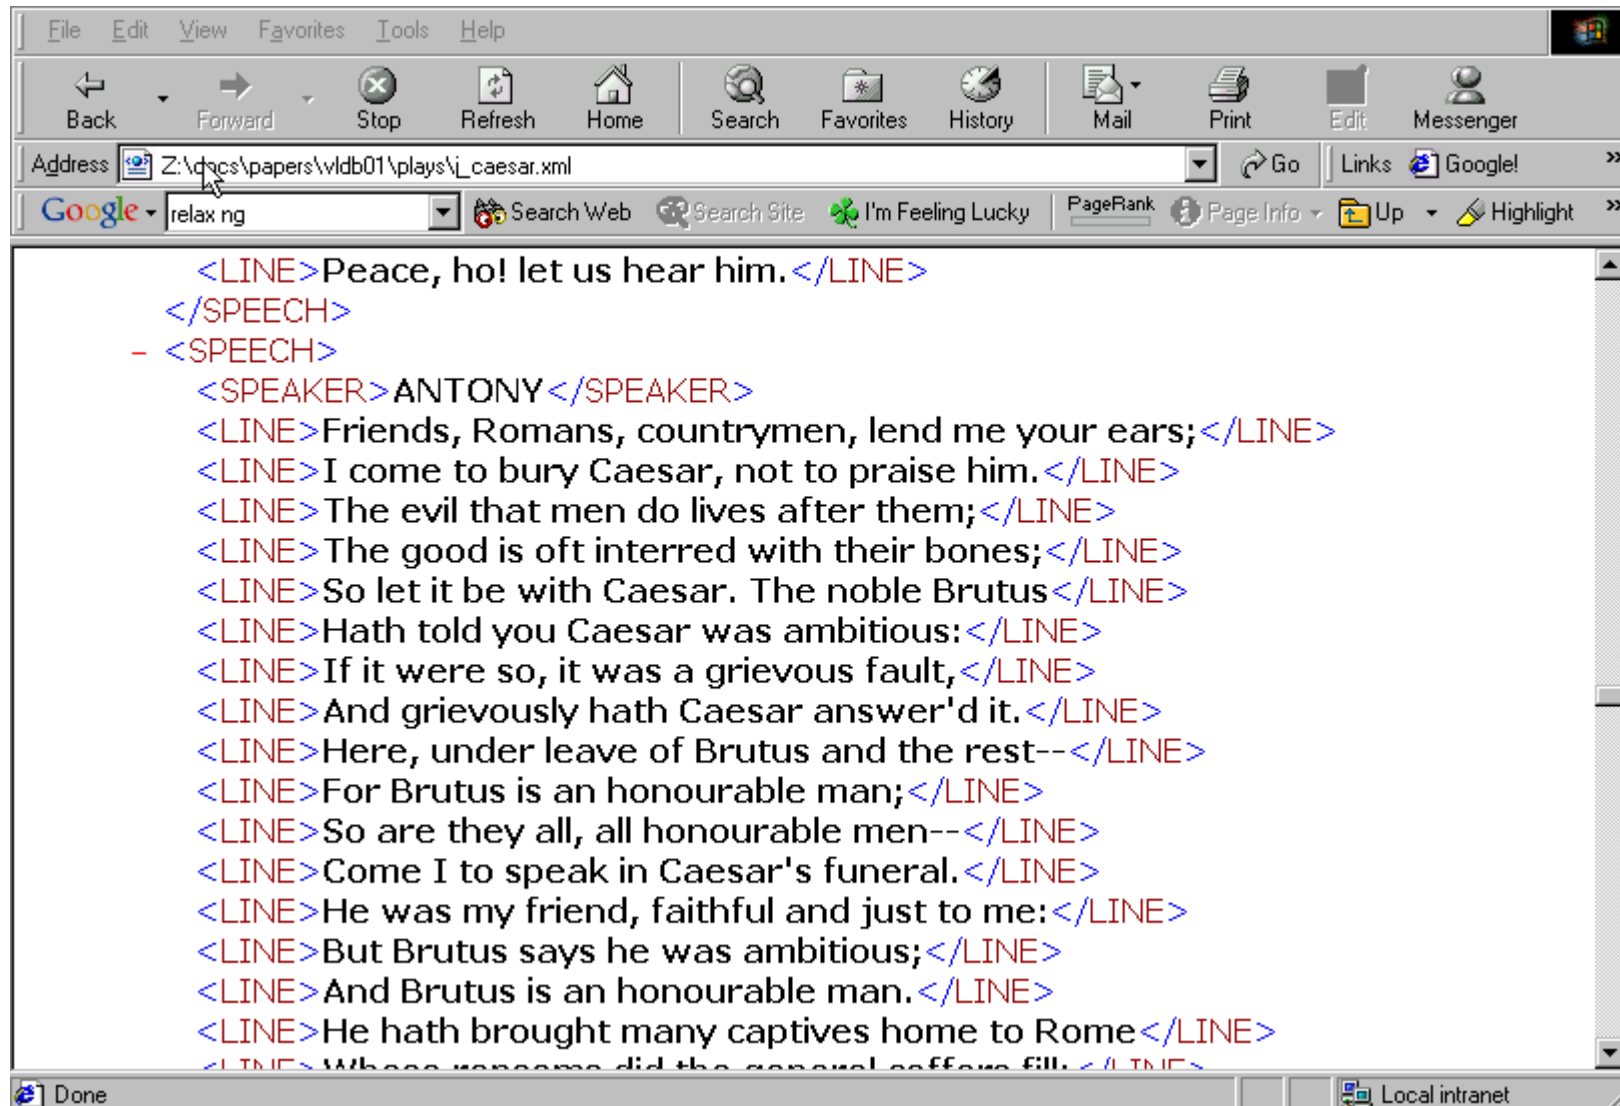 File Edit View Favorites Tools Help
Back Forward Stop Refresh Home Search Favorites History Mail Print Edit Messenger
Address Z:\docs\papers\vldb01\plays\j_caesar.xml Go Links Google! »
Google relax ng Search Web Search Site I'm Feeling Lucky PageRank Page Info Up Highlight »
<LINE>Peace, ho! let us hear him.</LINE>
</SPEECH>
- <SPEECH>
<SPEAKER>ANTONY</SPEAKER>
<LINE>Friends, Romans, countrymen, lend me your ears;</LINE>
<LINE>I come to bury Caesar, not to praise him.</LINE>
<LINE>The evil that men do lives after them;</LINE>
<LINE>The good is oft interred with their bones;</LINE>
<LINE>So let it be with Caesar. The noble Brutus</LINE>
<LINE>Hath told you Caesar was ambitious:</LINE>
<LINE>If it were so, it was a grievous fault,</LINE>
<LINE>And grievously hath Caesar answer'd it.</LINE>
<LINE>Here, under leave of Brutus and the rest--</LINE>
<LINE>For Brutus is an honourable man;</LINE>
<LINE>So are they all, all honourable men--</LINE>
<LINE>Come I to speak in Caesar's funeral.</LINE>
<LINE>He was my friend, faithful and just to me:</LINE>
<LINE>But Brutus says he was ambitious;</LINE>
<LINE>And Brutus is an honourable man.</LINE>
<LINE>He hath brought many captives home to Rome</LINE>
<LINE>Whose ransoms did the general coffers fill:</LINE>
Done Local intranet